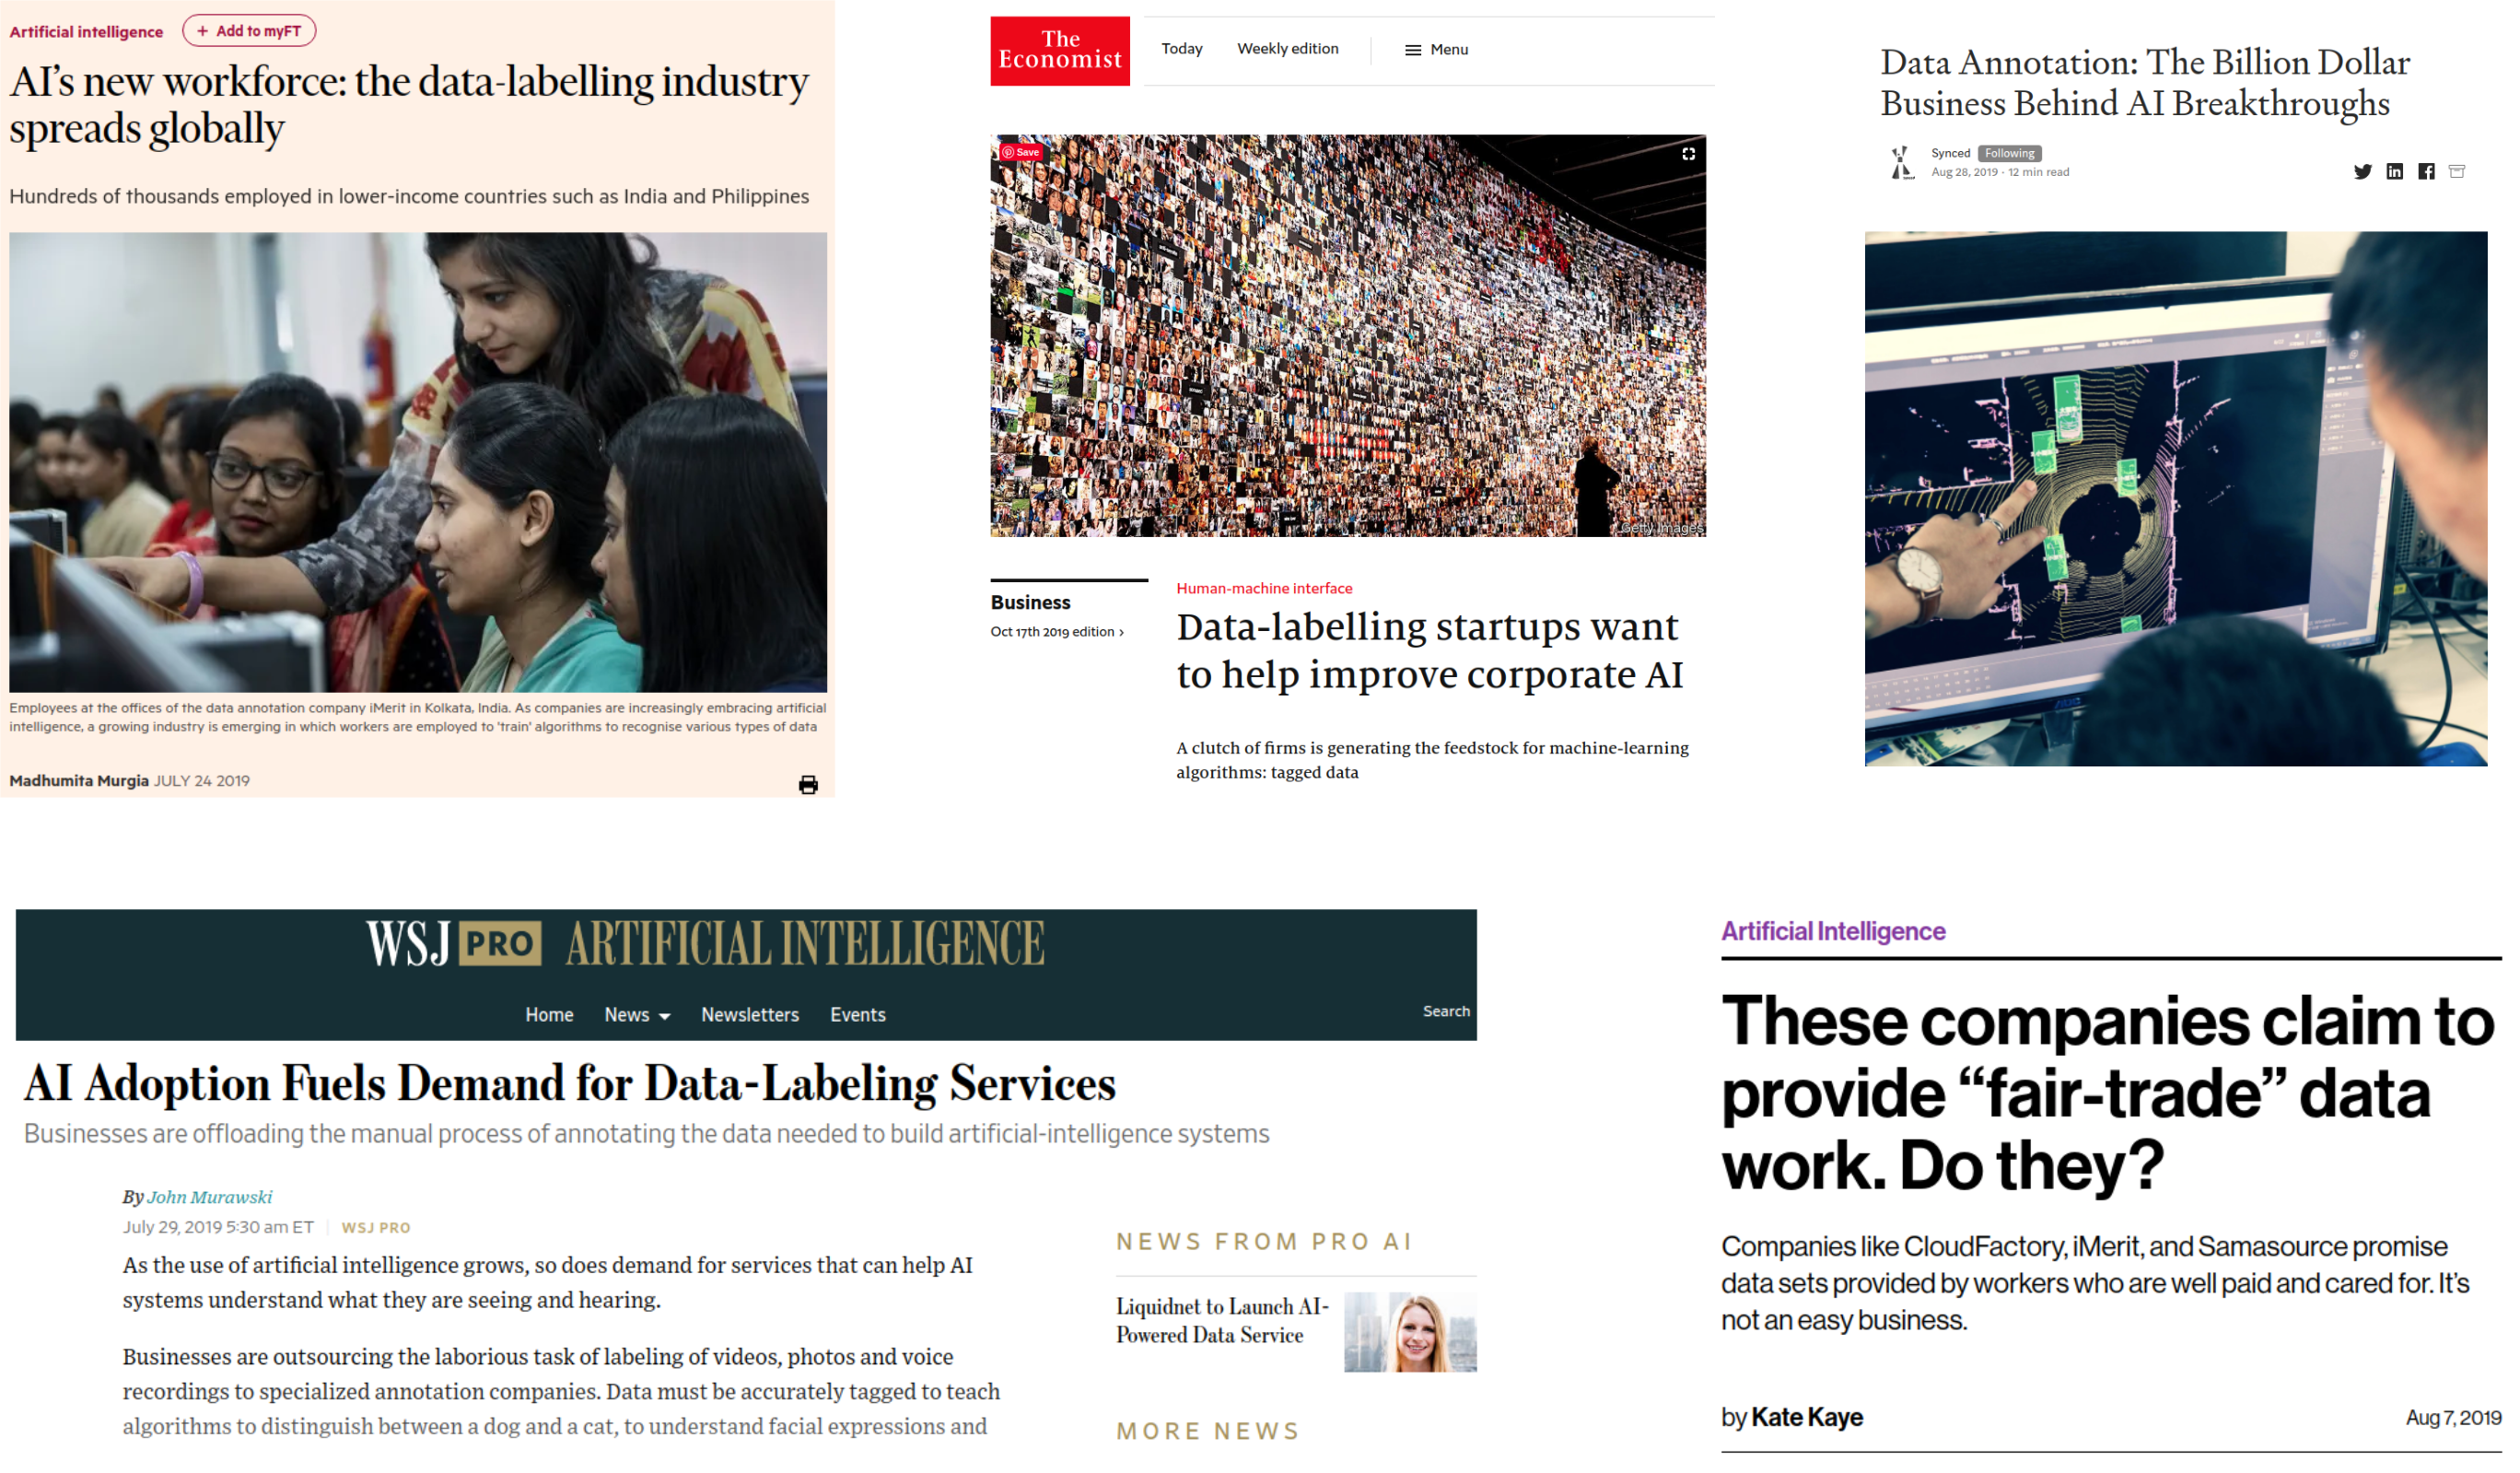 Artificial intelligence
+ Add to myFT
AI's new workforce: the data-labelling industry
spreads globally
Hundreds of thousands employed in lower-income countries such as India and Philippines
Employees at the offices of the data annotation company iMerit in Kolkata, India. As companies are increasingly embracing artificial
intelligence, a growing industry is emerging in which workers are employed to 'train' algorithms to recognise various types of data
Madhumita Murgia JULY 24 2019
The
Economist
Today Weekly edition Menu
Save
Getty Images
Business
Oct 17th 2019 edition ›
Human-machine interface
Data-labelling startups want
to help improve corporate AI
A clutch of firms is generating the feedstock for machine-learning
algorithms: tagged data
Data Annotation: The Billion Dollar
Business Behind AI Breakthroughs
Synced Following
Aug 28, 2019 · 12 min read
WSJ PRO ARTIFICIAL INTELLIGENCE
Home News Newsletters Events Search
AI Adoption Fuels Demand for Data-Labeling Services
Businesses are offloading the manual process of annotating the data needed to build artificial-intelligence systems
By John Murawski
July 29, 2019 5:30 am ET | WSJ PRO
As the use of artificial intelligence grows, so does demand for services that can help AI
systems understand what they are seeing and hearing.
Businesses are outsourcing the laborious task of labeling of videos, photos and voice
recordings to specialized annotation companies. Data must be accurately tagged to teach
algorithms to distinguish between a dog and a cat, to understand facial expressions and
NEWS FROM PRO AI
Liquidnet to Launch AI-
Powered Data Service
MORE NEWS
Artificial Intelligence
These companies claim to
provide “fair-trade” data
work. Do they?
Companies like CloudFactory, iMerit, and Samasource promise
data sets provided by workers who are well paid and cared for. It's
not an easy business.
by Kate Kaye
Aug 7, 2019